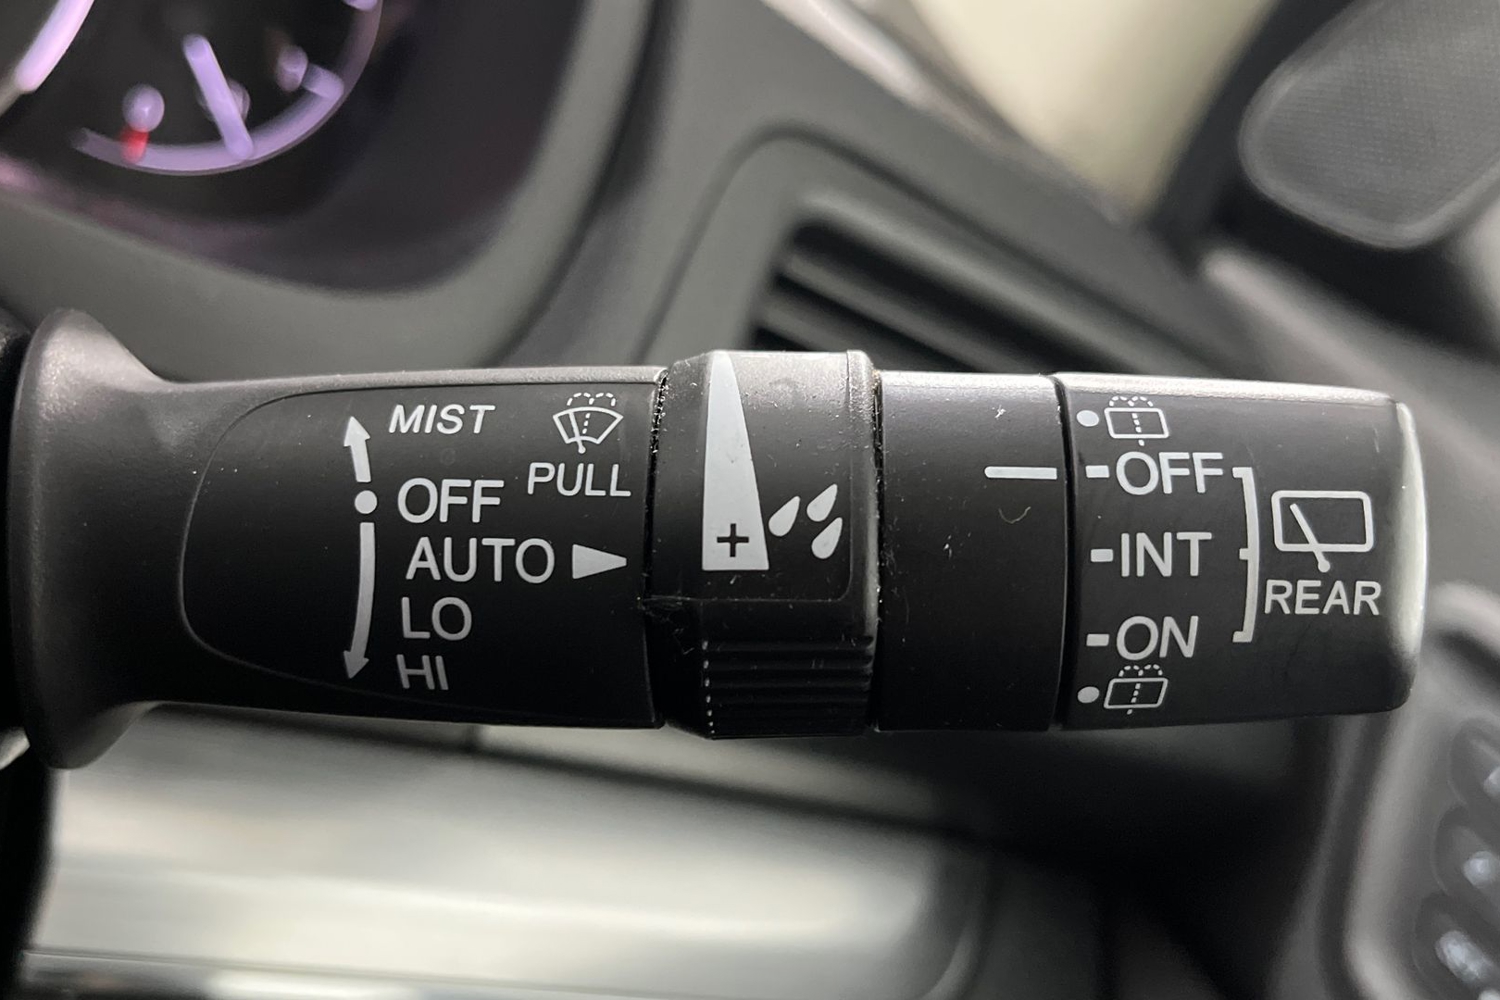 MIST
PULL
OFF
AUTO
LO
HI
+
OFF
INT
ON
REAR